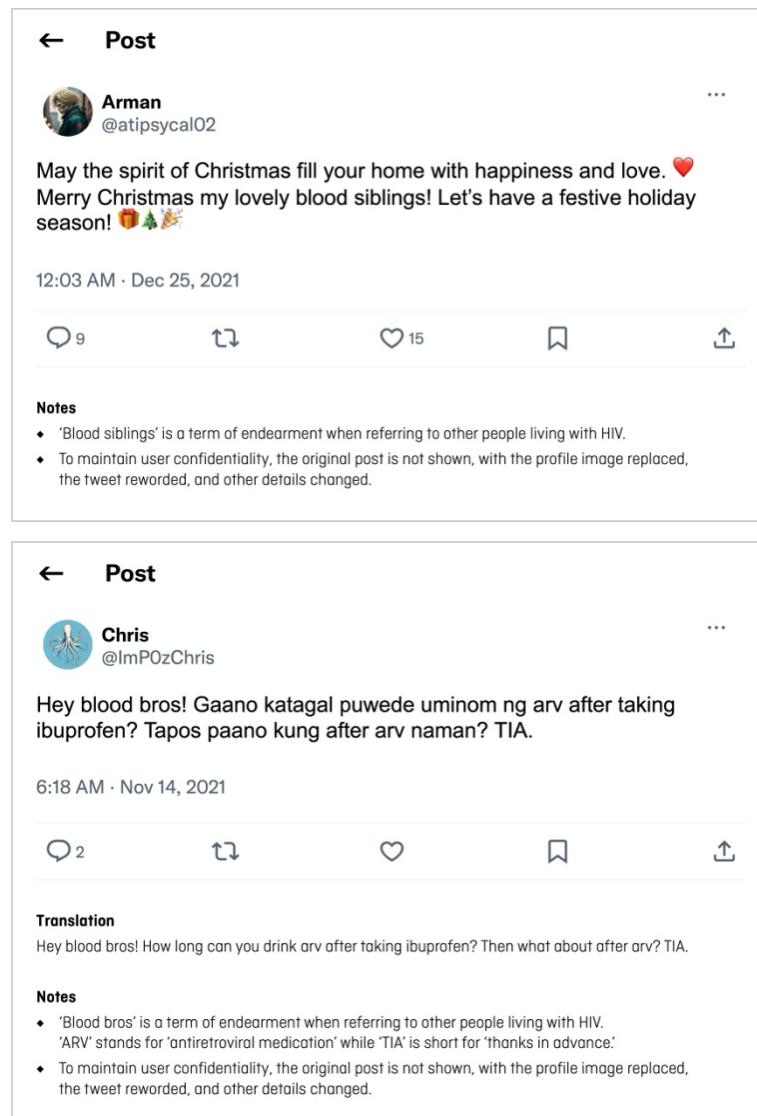 ← Post
Arman
...
@atipsycal02
May the spirit of Christmas fill your home with happiness and love. ❤️
Merry Christmas my lovely blood siblings! Let’s have a festive holiday
season! 🎁🎄🎉
12:03 AM · Dec 25, 2021
9 15
Notes
◆ ‘Blood siblings’ is a term of endearment when referring to other people living with HIV.
◆ To maintain user confidentiality, the original post is not shown, with the profile image replaced,
the tweet reworded, and other details changed.
← Post
Chris
...
@ImP0zChris
Hey blood bros! Gaano katagal puwede uminom ng arv after taking
ibuprofen? Tapos paano kung after arv naman? TIA.
6:18 AM · Nov 14, 2021
2
Translation
Hey blood bros! How long can you drink arv after taking ibuprofen? Then what about after arv? TIA.
Notes
◆ ‘Blood bros’ is a term of endearment when referring to other people living with HIV.
‘ARV’ stands for ‘antiretroviral medication’ while ‘TIA’ is short for ‘thanks in advance.’
◆ To maintain user confidentiality, the original post is not shown, with the profile image replaced,
the tweet reworded, and other details changed.